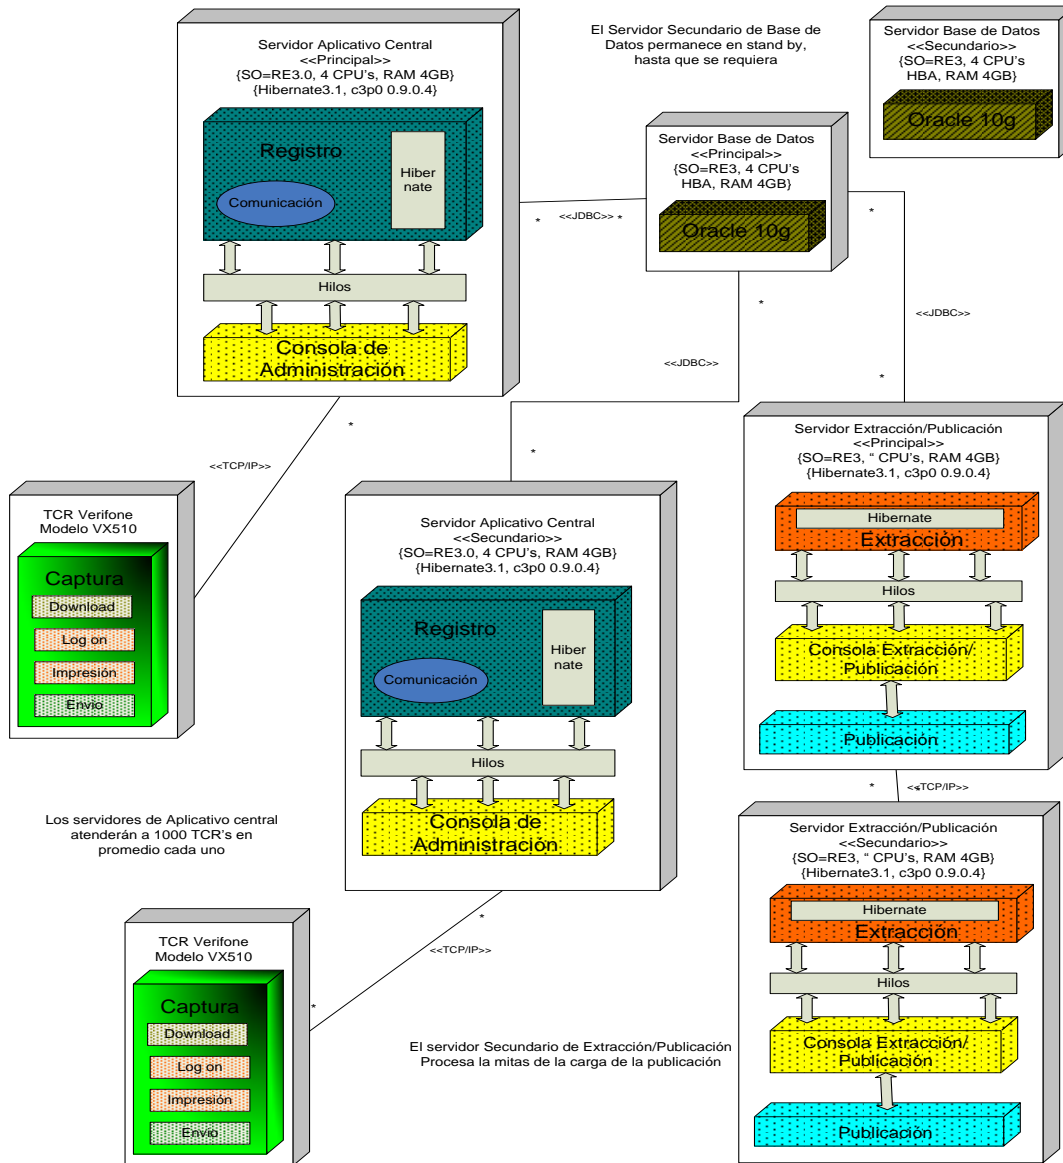 Servidor Aplicativo Central
<<Principal>>
{SO=RE3.0, 4 CPU's, RAM 4GB}
{Hibernate3.1, c3p0 0.9.0.4}
Registro
Hiber
nate
Comunicación
Hilos
Consola de
Administración
El Servidor Secundario de Base de
Datos permanece en stand by,
hasta que se requiera
Servidor Base de Datos
<<Secundario>>
{SO=RE3, 4 CPU's
HBA, RAM 4GB}
Oracle 10g
Servidor Base de Datos
<<Principal>>
{SO=RE3, 4 CPU's
HBA, RAM 4GB}
Oracle 10g
*
<<JDBC>>
*
*
*
<<JDBC>>
<<JDBC>>
*
*
*
<<TCP/IP>>
TCR Verifone
Modelo VX510
Captura
Download
Log on
Impresión
Envio
Servidor Aplicativo Central
<<Secundario>>
{SO=RE3.0, 4 CPU's, RAM 4GB}
{Hibernate3.1, c3p0 0.9.0.4}
Registro
Hiber
nate
Comunicación
Hilos
Consola de
Administración
Servidor Extracción/Publicación
<<Principal>>
{SO=RE3, “ CPU's, RAM 4GB}
{Hibernate3.1, c3p0 0.9.0.4}
Hibernate
Extracción
Hilos
Consola Extracción/
Publicación
Publicación
*
<<TCP/IP>>
*
Los servidores de Aplicativo central
atenderán a 1000 TCR's en
promedio cada uno
Servidor Extracción/Publicación
<<Secundario>>
{SO=RE3, “ CPU's, RAM 4GB}
{Hibernate3.1, c3p0 0.9.0.4}
Hibernate
Extracción
Hilos
Consola Extracción/
Publicación
Publicación
*
<<TCP/IP>>
*
TCR Verifone
Modelo VX510
Captura
Download
Log on
Impresión
Envio
El servidor Secundario de Extracción/Publicación
Procesa la mitas de la carga de la publicación